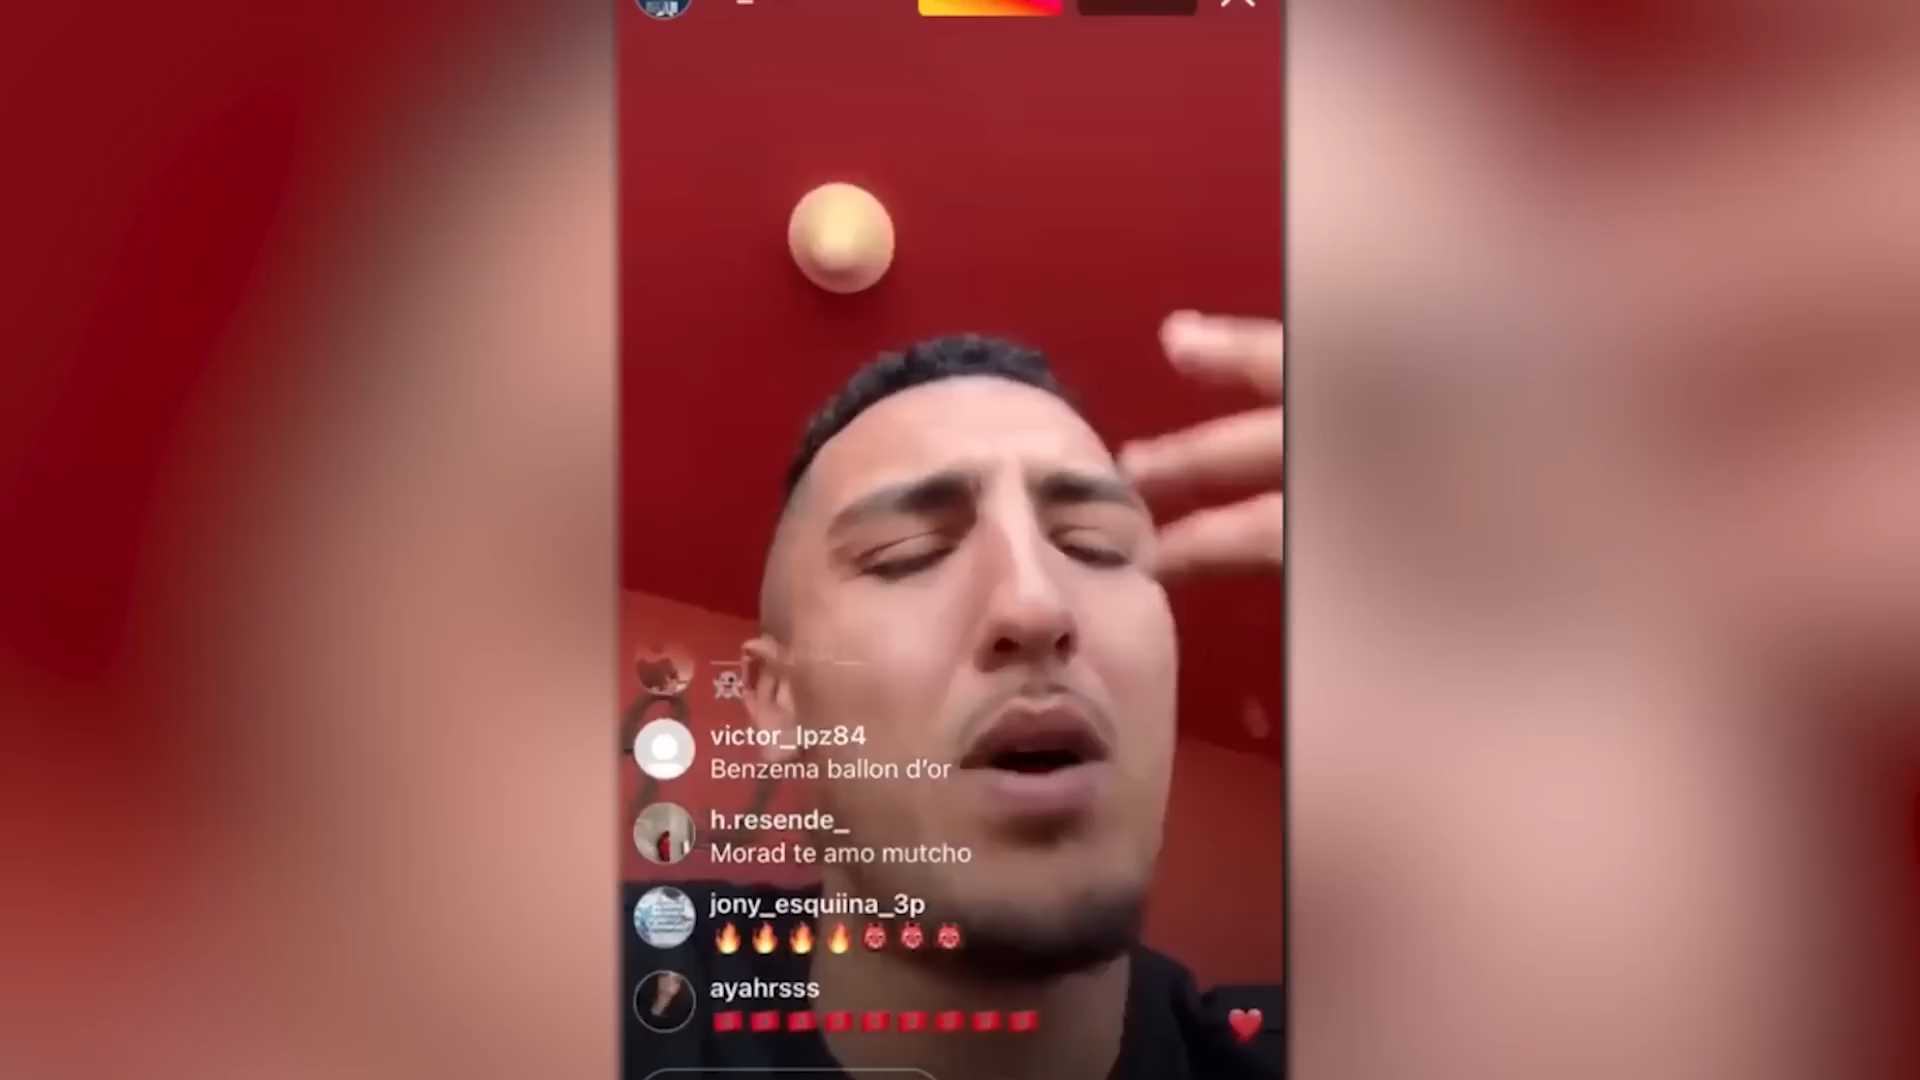 victor_lpz84
Benzema ballon d'or
h.resende_
Morad te amo mutcho
jony_esquiina_3p
🔥🔥🔥🔥👹👹👹
ayahrsss
🇲🇦🇲🇦🇲🇦🇲🇦🇲🇦🇲🇦🇲🇦🇲🇦🇲🇦